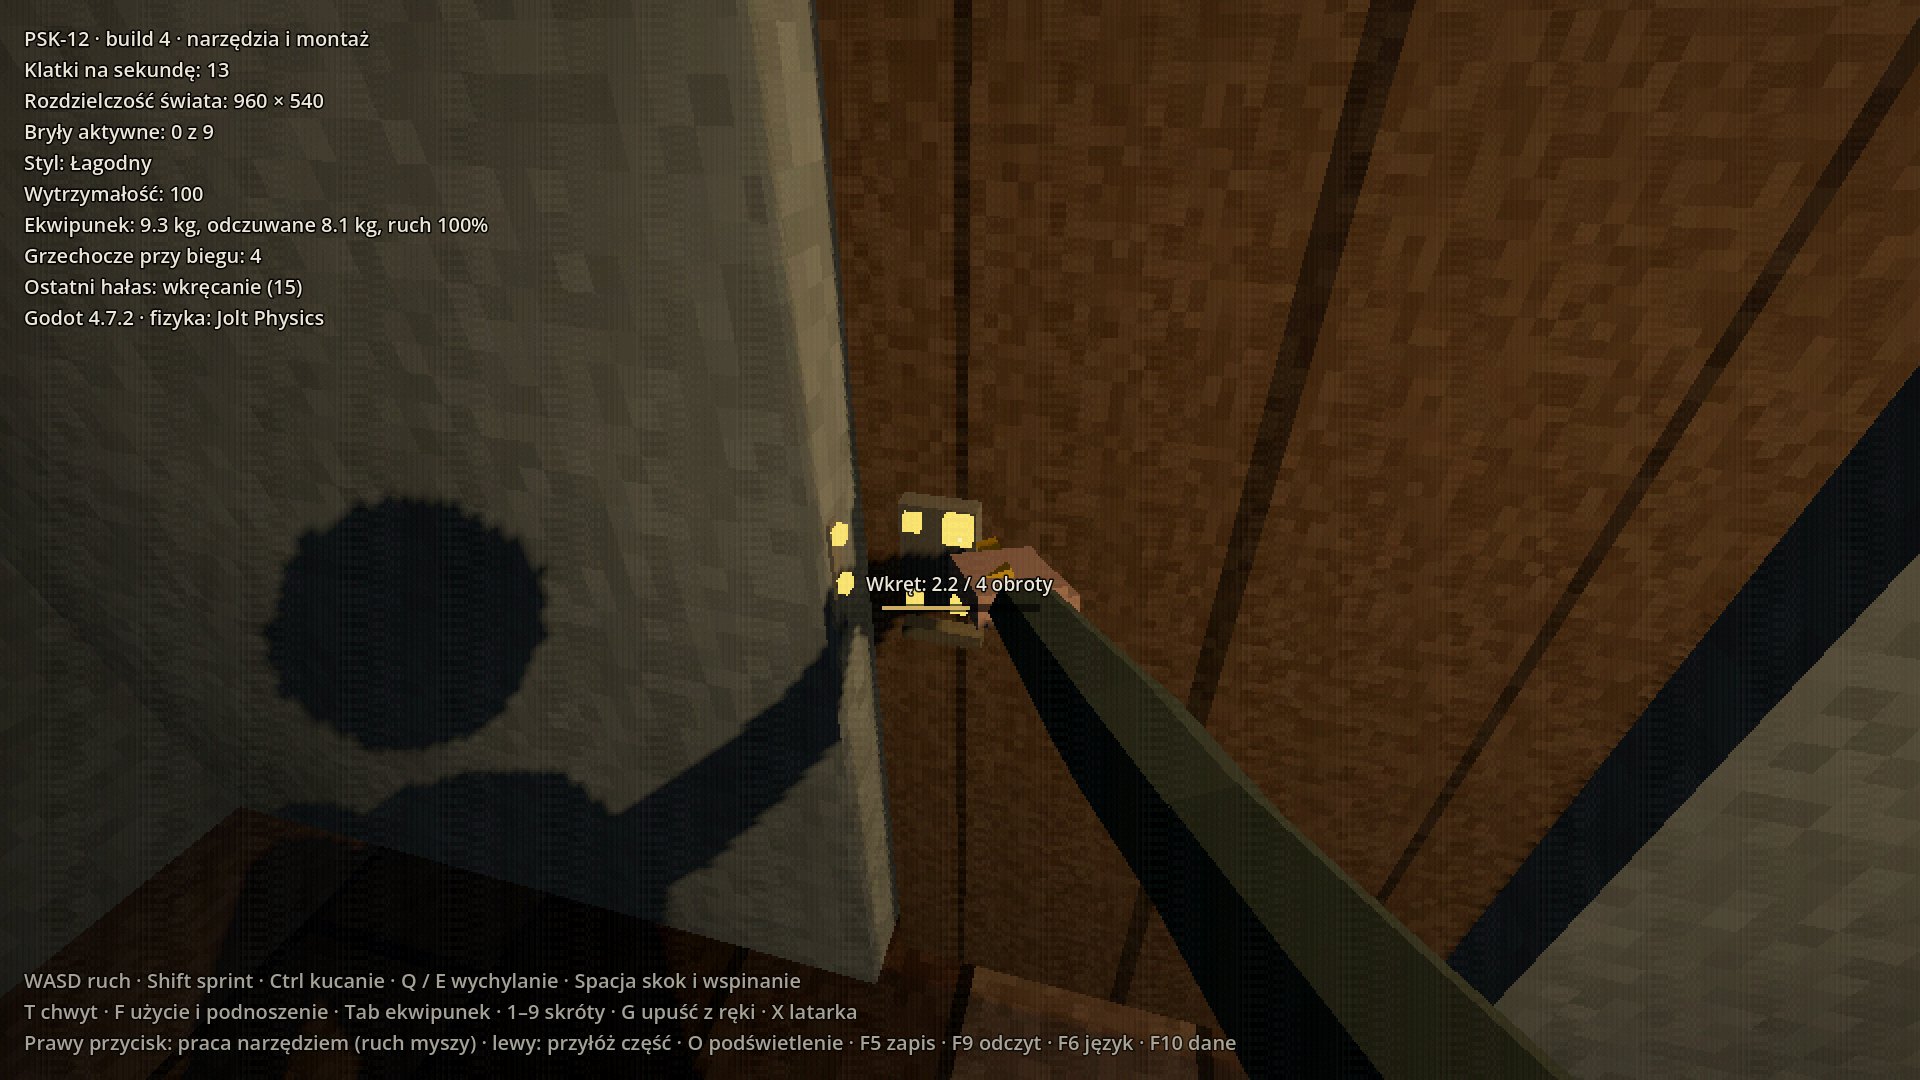 PSK-12 · build 4 · narzędzia i montaż
Klatki na sekundę: 13
Rozdzielczość świata: 960 × 540
Bryły aktywne: 0 z 9
Styl: Łagodny
Wytrzymałość: 100
Ekwipunek: 9.3 kg, odczuwane 8.1 kg, ruch 100%
Grzechocze przy biegu: 4
Ostatni hałas: wkręcanie (15)
Godot 4.7.2 · fizyka: Jolt Physics
Wkręt: 2.2 / 4 obroty
WASD ruch · Shift sprint · Ctrl kucanie · Q / E wychylanie · Spacja skok i wspinanie
T chwyt · F użycie i podnoszenie · Tab ekwipunek · 1–9 skróty · G upuść z ręki · X latarka
Prawy przycisk: praca narzędziem (ruch myszy) · lewy: przyłóż część · O podświetlenie · F5 zapis · F9 odczyt · F6 język · F10 dane